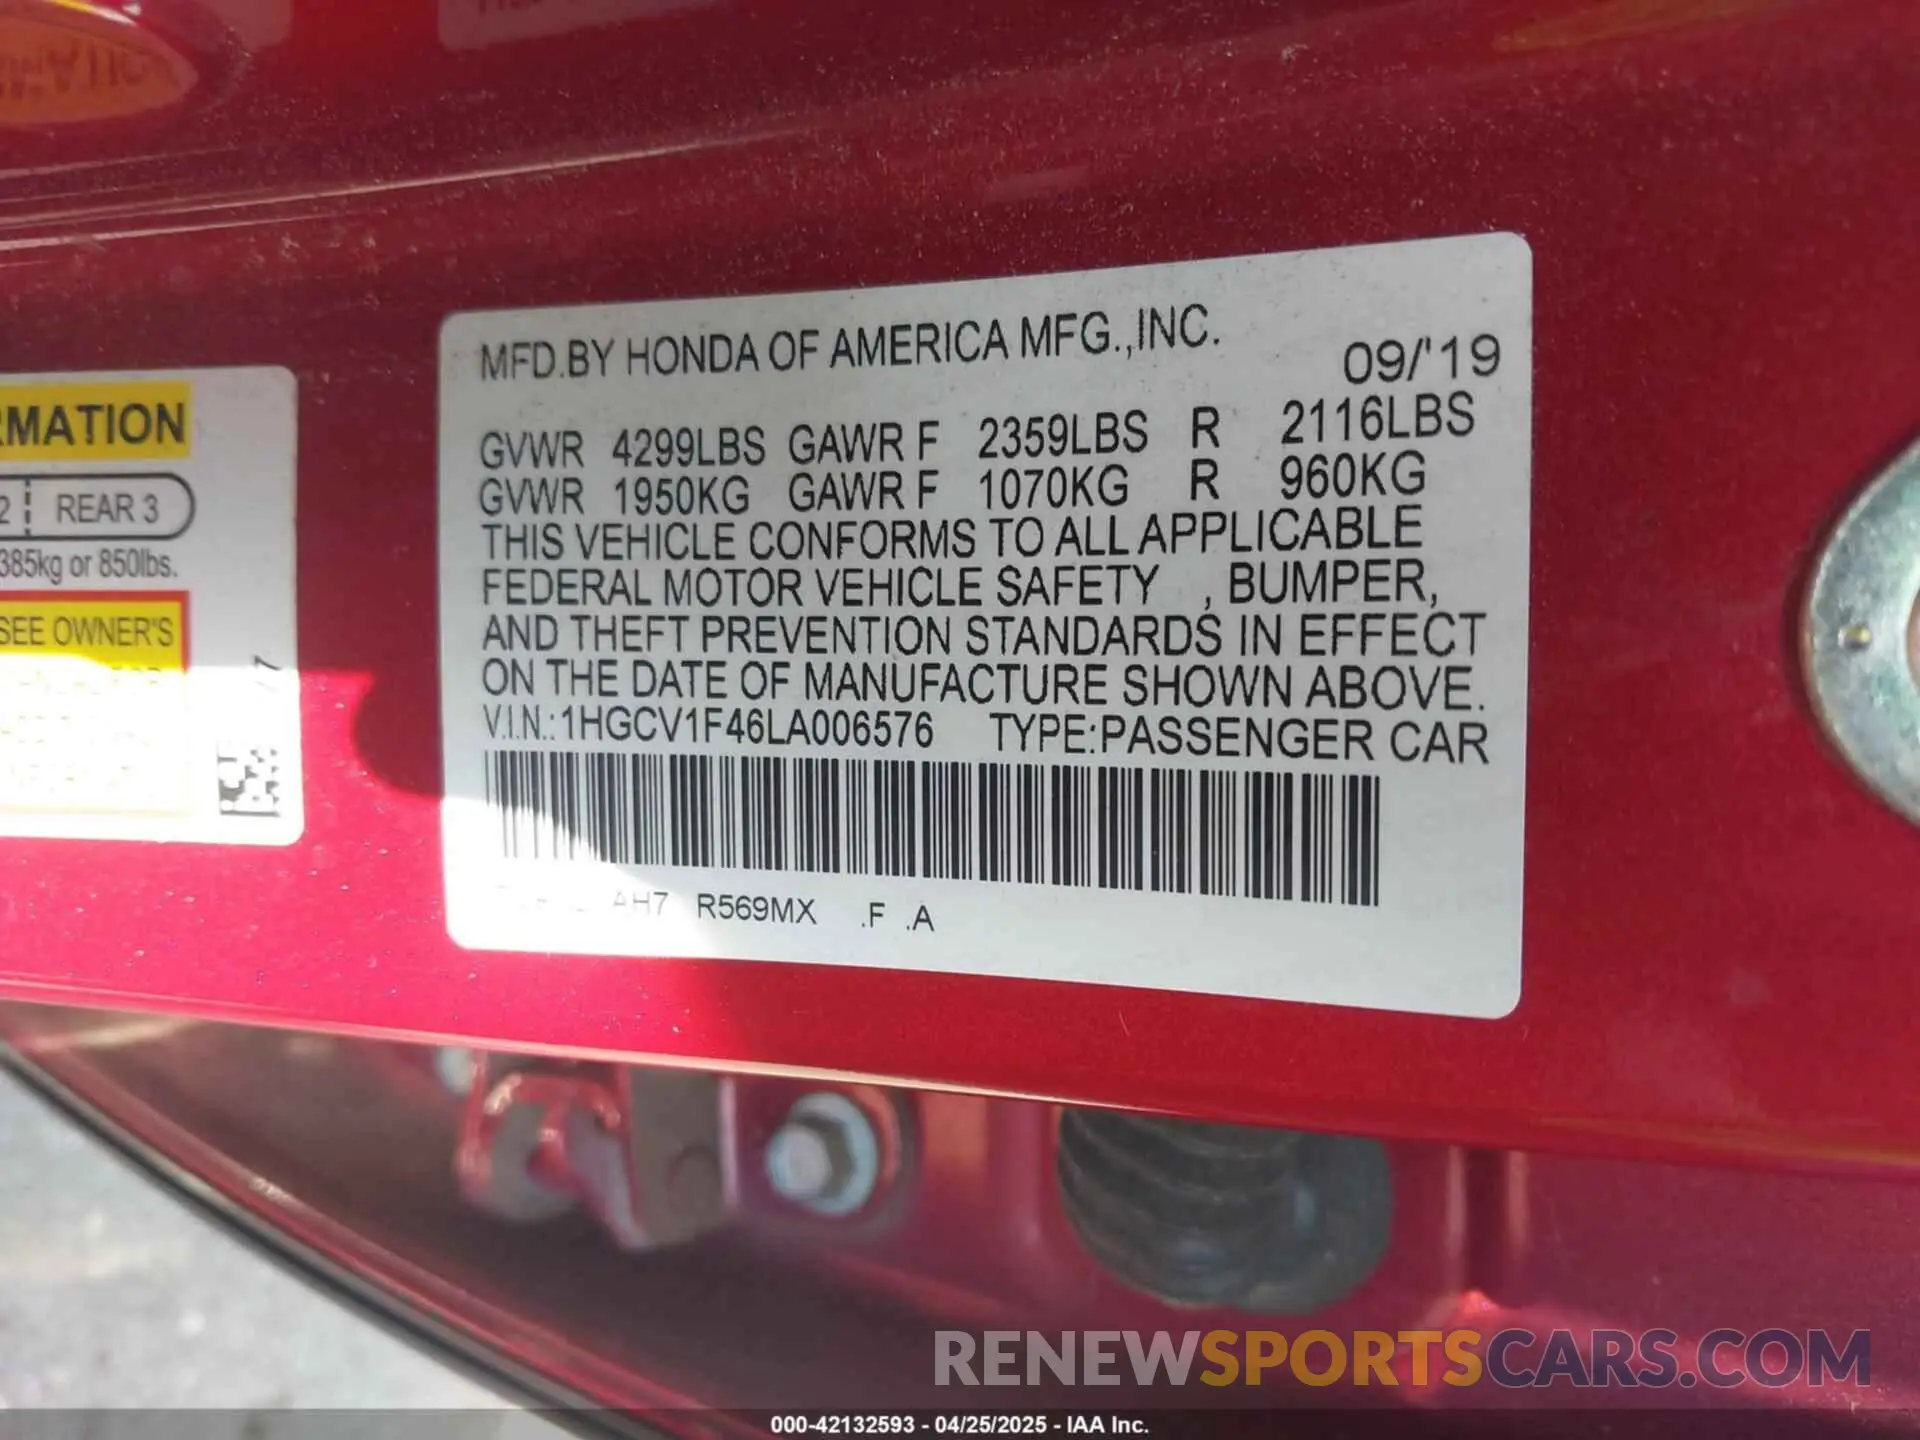 MFD.BY HONDA OF AMERICA MFG.,INC.
09/'19
GVWR 4299LBS GAWR F 2359LBS R 2116LBS
GVWR 1950KG GAWR F 1070KG R 960KG
THIS VEHICLE CONFORMS TO ALL APPLICABLE
FEDERAL MOTOR VEHICLE SAFETY , BUMPER,
AND THEFT PREVENTION STANDARDS IN EFFECT
ON THE DATE OF MANUFACTURE SHOWN ABOVE.
V.I.N.:1HGCV1F46LA006576 TYPE:PASSENGER CAR
AH7 R569MX .F .A
RMATION
2 REAR 3
385kg or 850lbs.
SEE OWNER'S
RENEWSPORTSCARS.COM
000-42132593 - 04/25/2025 - IAA Inc.